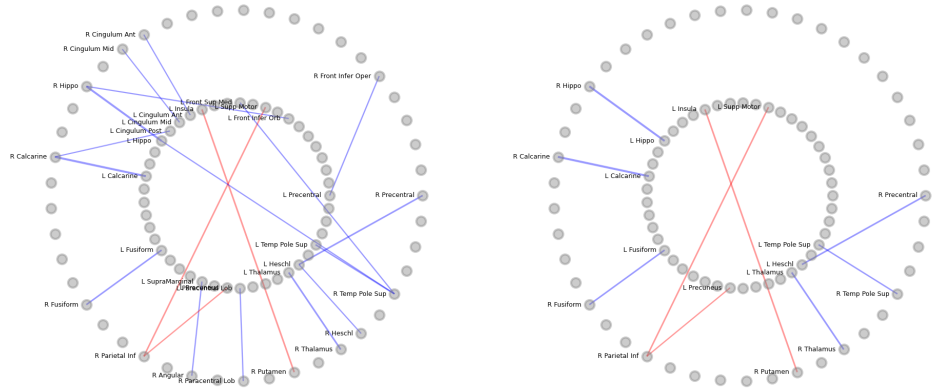 R Cingulum Ant
R Cingulum Mid
R Hippo
R Front Infer Oper
L Front Sup Med
L Insula
L Supp Motor
L Cingulum Ant
L Front Infer Orb
L Cingulum Mid
L Cingulum Post
L Hippo
R Calcarine
L Calcarine
L Precentral
R Precentral
L Fusiform
L Temp Pole Sup
L Heschl
L Thalamus
L SupraMarginal
R Temp Pole Sup
R Fusiform
R Heschl
R Thalamus
R Parietal Inf
R Angular
R Putamen
R Paracentral Lob
R Hippo
L Insula
L Supp Motor
L Hippo
R Calcarine
L Calcarine
R Precentral
L Fusiform
L Temp Pole Sup
L Heschl
L Thalamus
L Precuneus
R Temp Pole Sup
R Fusiform
R Thalamus
R Parietal Inf
R Putamen